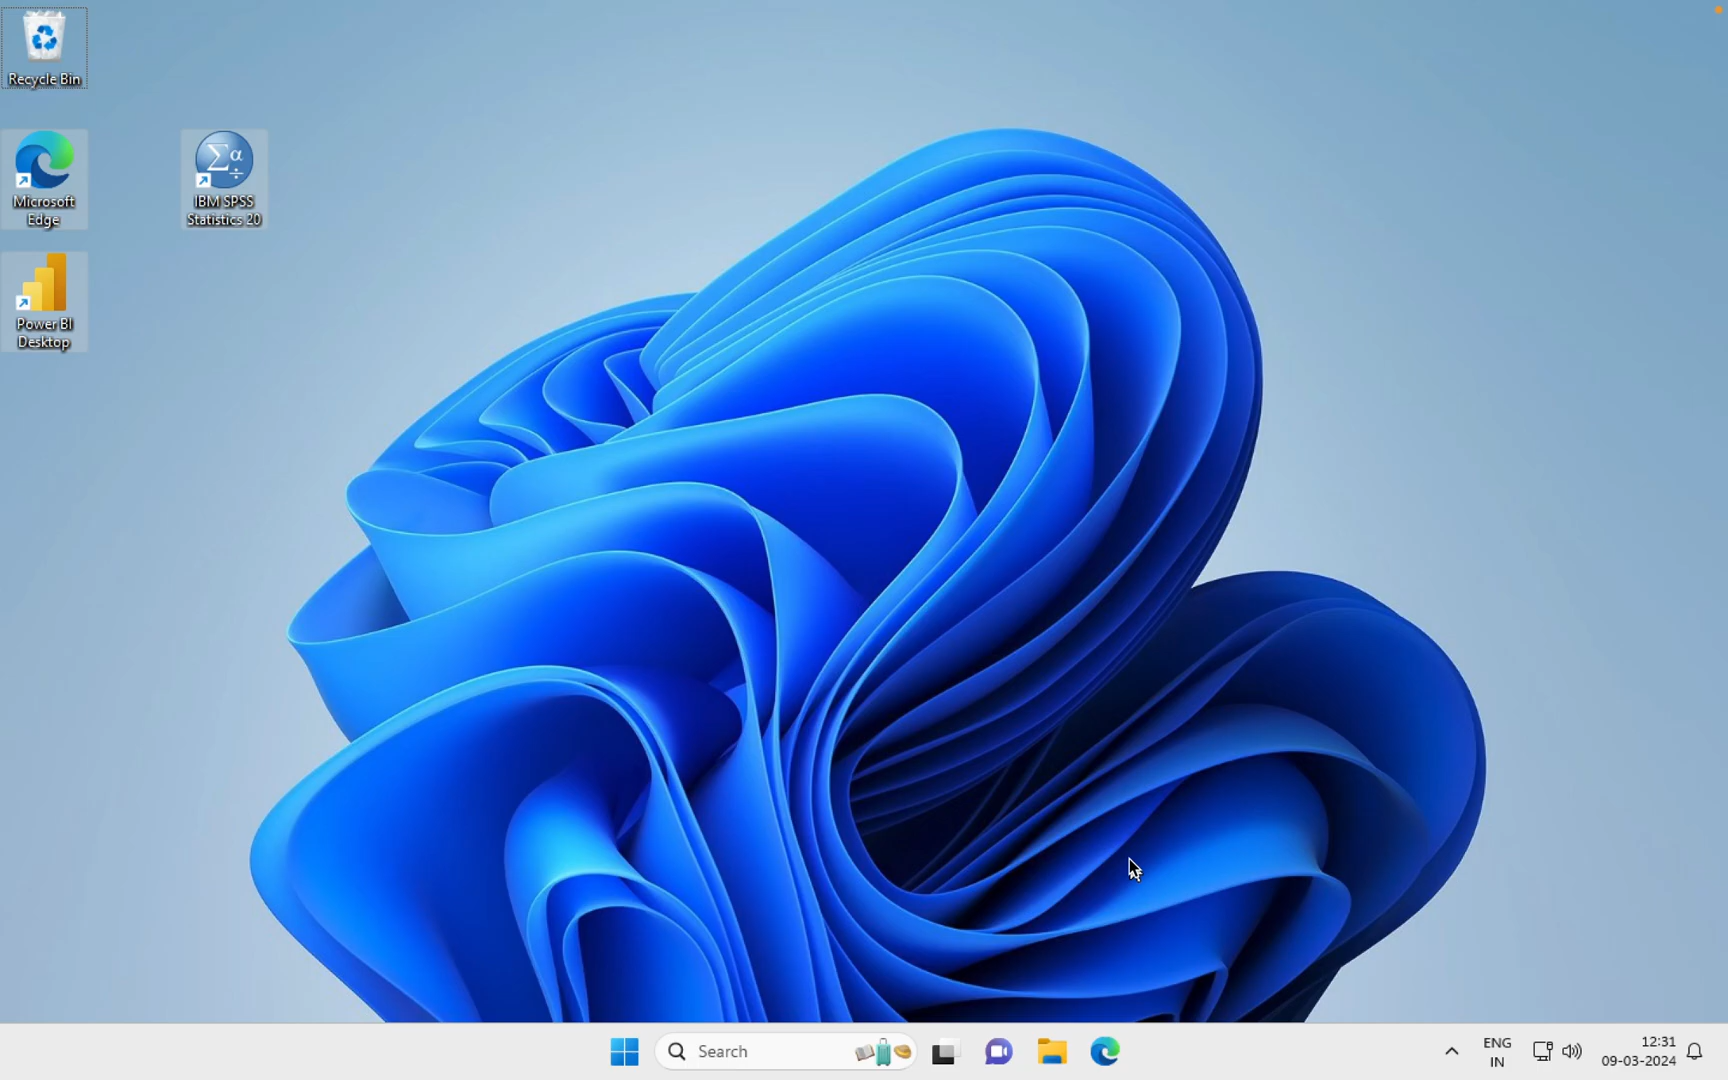 Recycle Bin
Microsoft
Edge
IBM SPSS
Statistics 20
Power BI
Desktop
Search
ENG
IN
12:31
09-03-2024